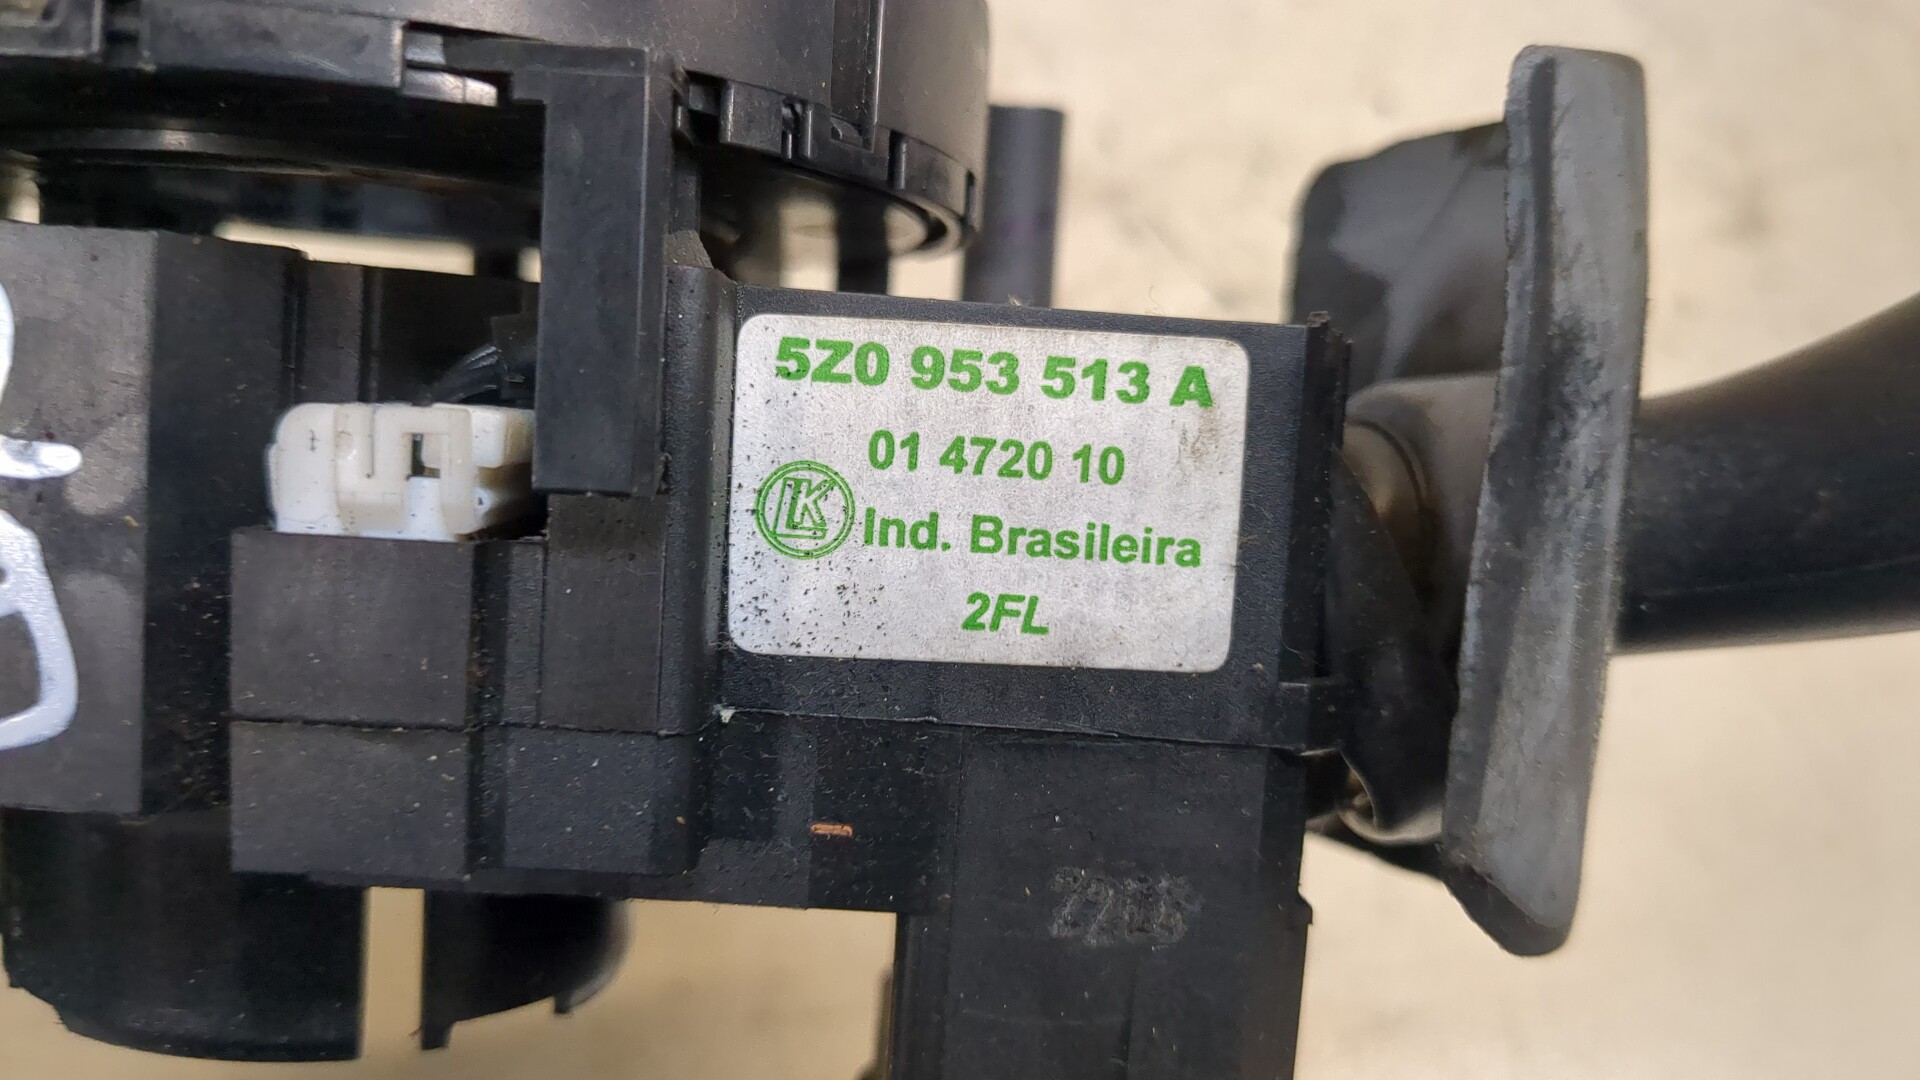 5Z0 953 513 A
01 4720 10
LK
Ind. Brasileira
2FL